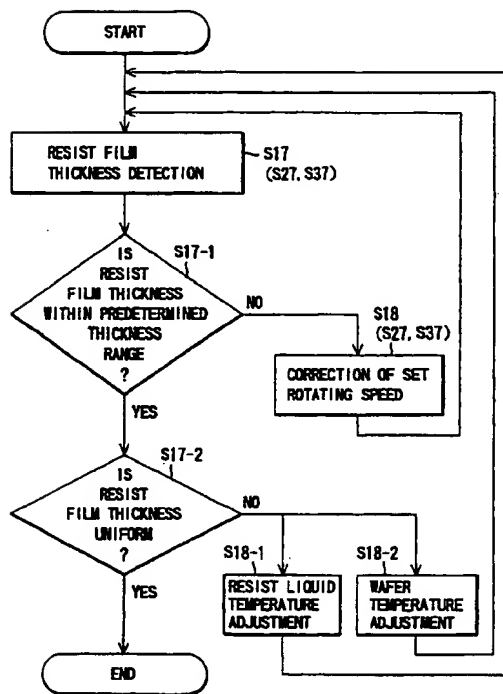 START
RESIST FILM
THICKNESS DETECTION
S17
(S27, S37)
S17-1
IS
RESIST
FILM THICKNESS
WITHIN PREDETERMINED
THICKNESS
RANGE
?
NO
S18
(S27, S37)
CORRECTION OF SET
ROTATING SPEED
YES
S17-2
IS
RESIST
FILM THICKNESS
UNIFORM
?
NO
S18-1
RESIST LIQUID
TEMPERATURE
ADJUSTMENT
S18-2
WAFER
TEMPERATURE
ADJUSTMENT
YES
END